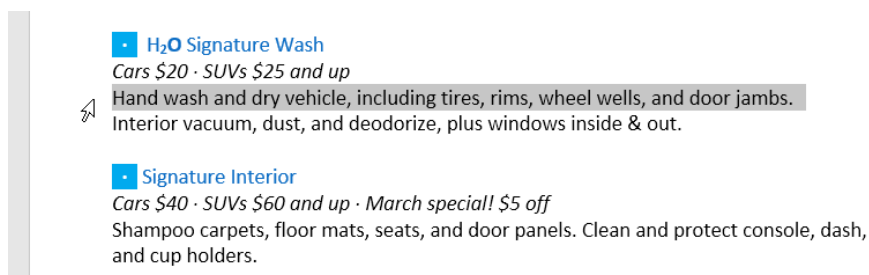 · H₂O Signature Wash
Cars $20 · SUVs $25 and up
Hand wash and dry vehicle, including tires, rims, wheel wells, and door jambs.
Interior vacuum, dust, and deodorize, plus windows inside & out.
· Signature Interior
Cars $40 · SUVs $60 and up · March special! $5 off
Shampoo carpets, floor mats, seats, and door panels. Clean and protect console, dash,
and cup holders.